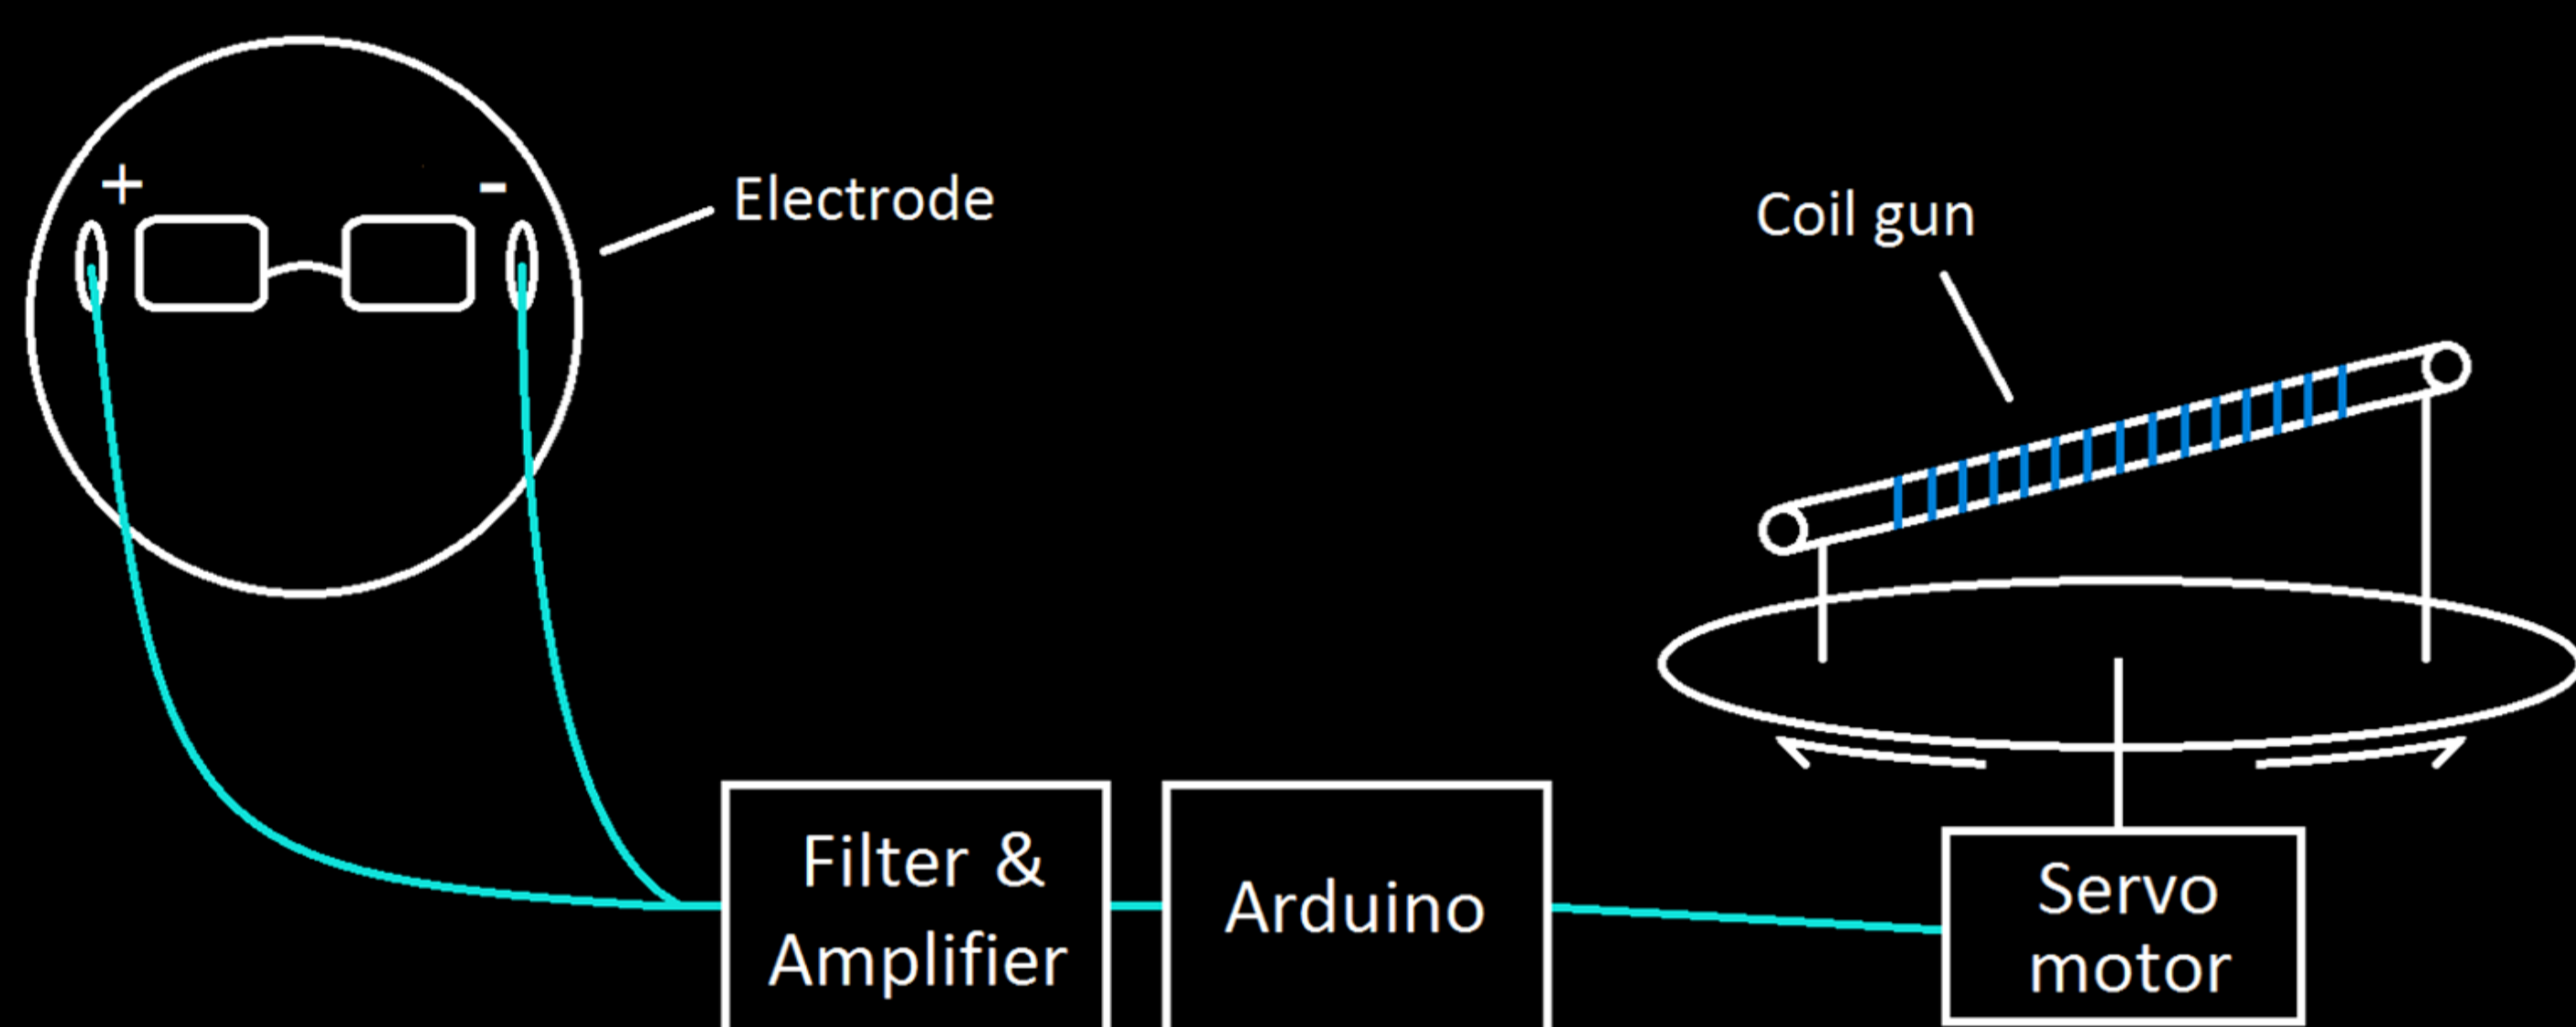 + -
Electrode
Coil gun
Filter &
Amplifier
Arduino
Servo
motor